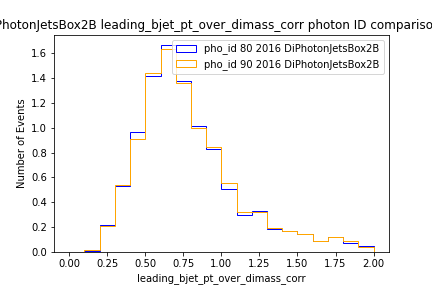 PhotonJetsBox2B leading_bjet_pt_over_dimass_corr photon ID compariso
pho_id 80 2016 DiPhotonJetsBox2B
pho_id 90 2016 DiPhotonJetsBox2B
Number of Events
1.6
1.4
1.2
1.0
0.8
0.6
0.4
0.2
0.0
0.00 0.25 0.50 0.75 1.00 1.25 1.50 1.75 2.00
leading_bjet_pt_over_dimass_corr